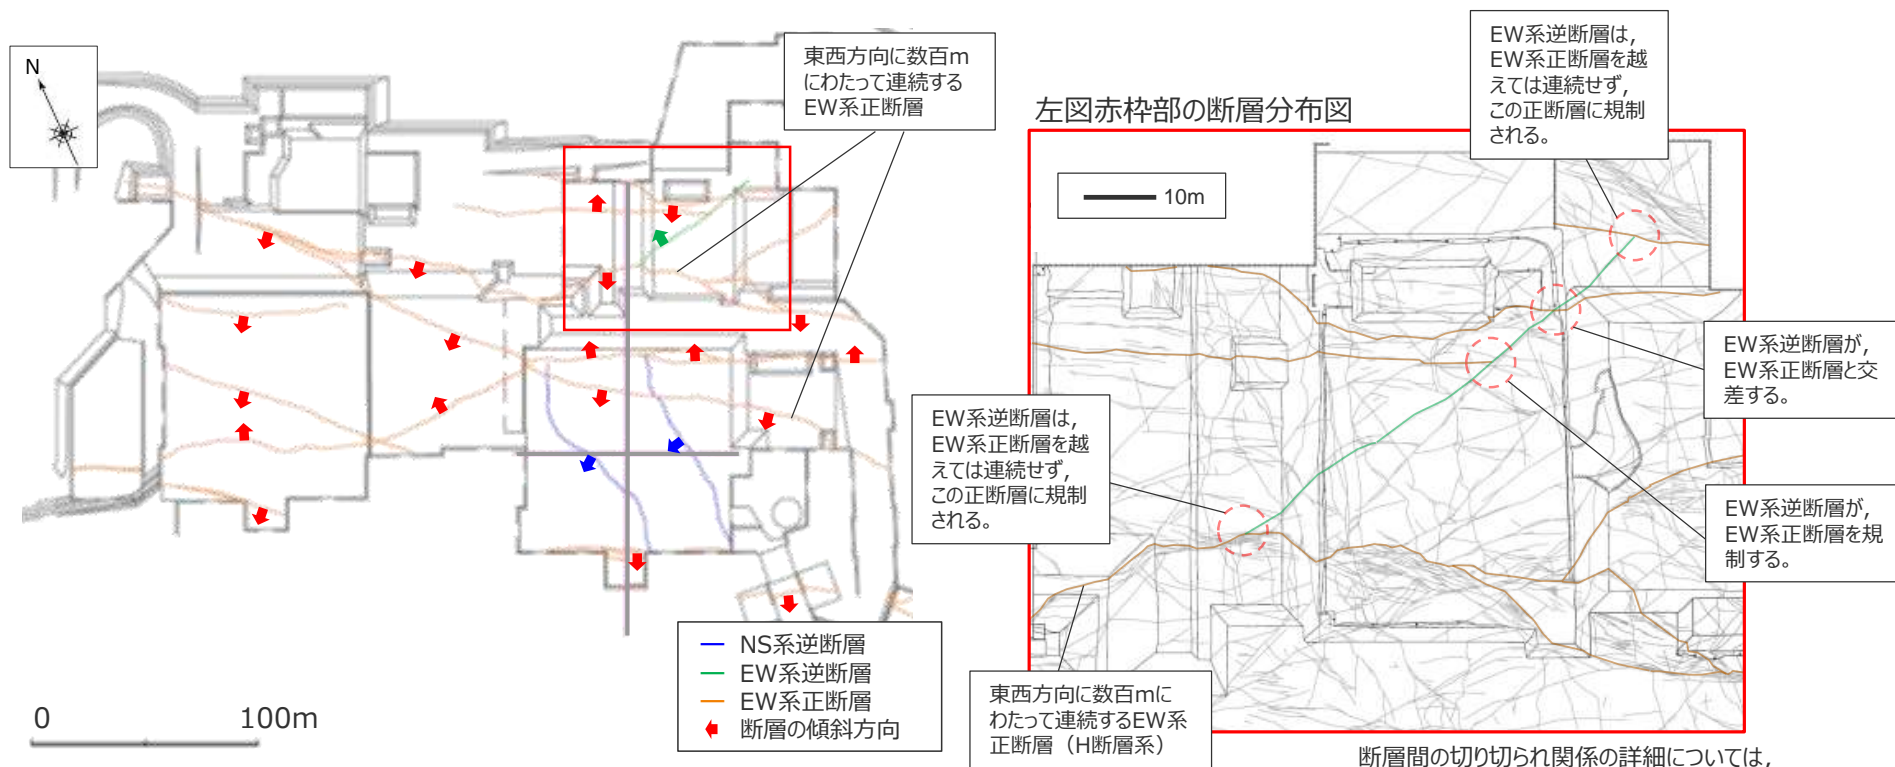 N
東西方向に数百m
にわたって連続する
EW系正断層
NS系逆断層
EW系逆断層
EW系正断層
断層の傾斜方向
0
100m
左図赤枠部の断層分布図
10m
EW系逆断層は,
EW系正断層を越
えては連続せず,
この正断層に規制
される。
EW系逆断層が,
EW系正断層と交
差する。
EW系逆断層は,
EW系正断層を越
えては連続せず,
この正断層に規制
される。
EW系逆断層が,
EW系正断層を規
制する。
東西方向に数百mに
わたって連続するEW系
正断層（H断層系）
断層間の切り切られ関係の詳細については,